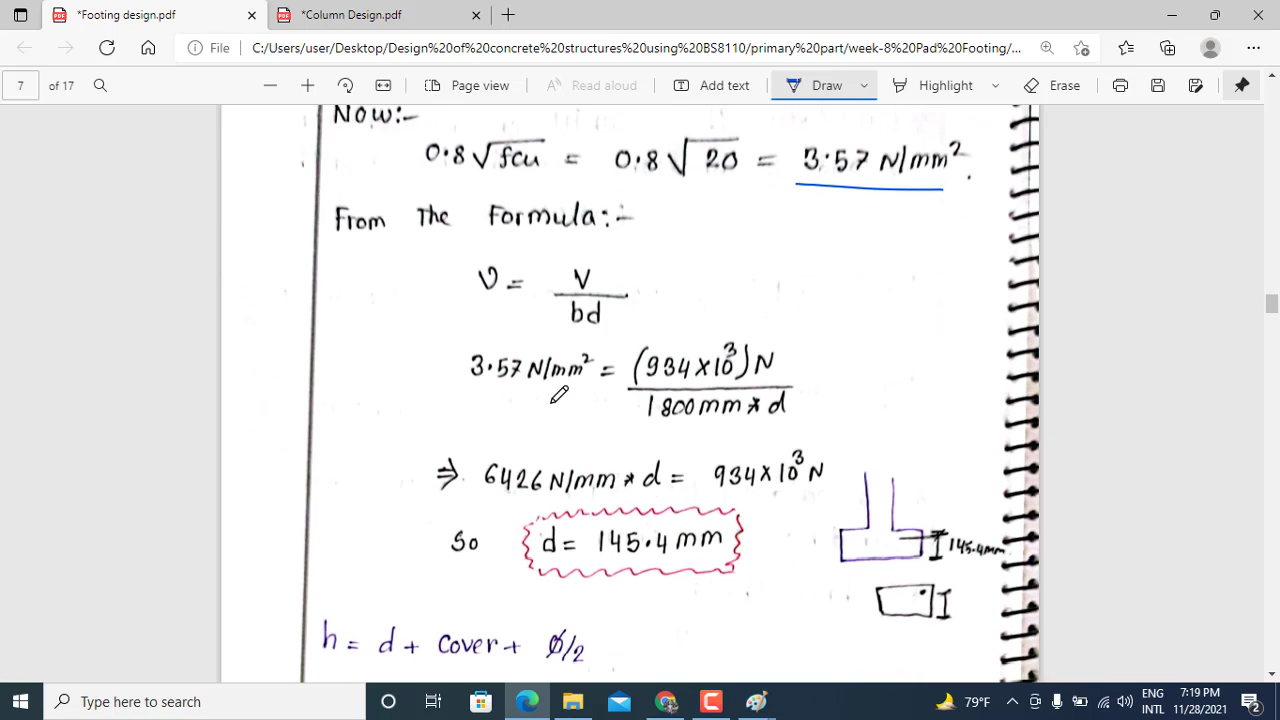 *Footing design.pdf
*Column Design.pdf
File C:/Users/user/Desktop/Design%20of%20concrete%20structures%20using%20BS8110/primary%20part/week-8%20Pad%20Footing/...
7 of 17 Page view Read aloud Add text Draw Highlight Erase
Now:-
0.8√fcu = 0.8√20 = 3.57 N/mm².
From The Formula:-
v = V
bd
3.57 N/mm² = (934×10³)N
1800mm * d
⇒ 6426 N/mm * d = 934×10³ N
So d = 145.4 mm
145.4mm
h = d + cover + Ø/2
Type here to search
79°F
ENG 7:19 PM
INTL 11/28/2021
2